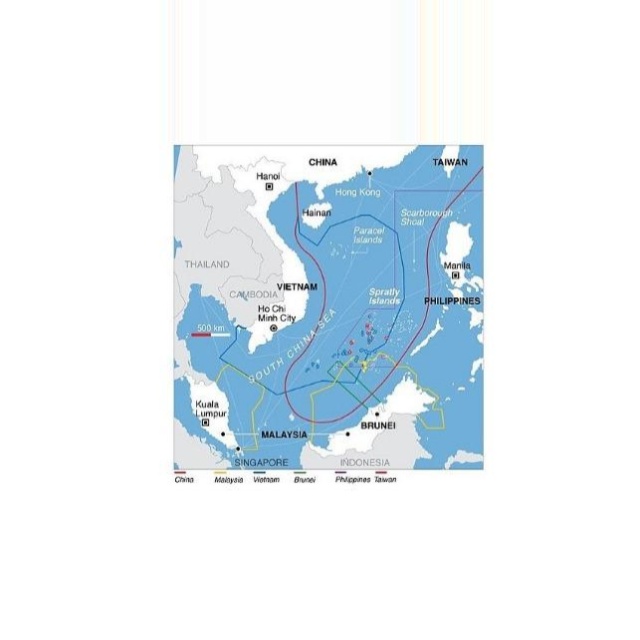 CHINA
TAIWAN
Hanoi
Hong Kong
Hainan
Scarborough
Shoal
Paracel
Islands
THAILAND
Manila
VIETNAM
CAMBODIA
Spratly
Islands
PHILIPPINES
Ho Chi
Minh City
500 km
SOUTH CHINA SEA
Kuala
Lumpur
BRUNEI
MALAYSIA
SINGAPORE
INDONESIA
China Malaysia Vietnam Brunei Philippines Taiwan